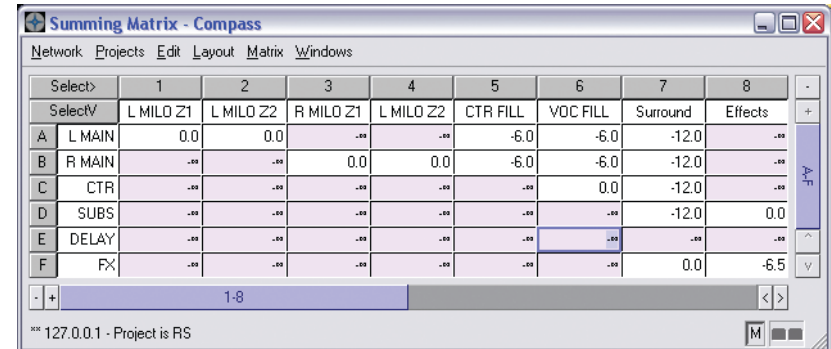 Summing Matrix - Compass
Network Projects Edit Layout Matrix Windows
Select> 1 2 3 4 5 6 7 8 -
SelectV L MILO Z1 L MILO Z2 R MILO Z1 L MILO Z2 CTR FILL VOC FILL Surround Effects +
A L MAIN 0.0 0.0 -∞ -∞ -6.0 -6.0 -12.0 -∞
B R MAIN -∞ -∞ 0.0 0.0 -6.0 -6.0 -12.0 -∞
C CTR -∞ -∞ -∞ -∞ -∞ 0.0 -12.0 -∞
D SUBS -∞ -∞ -∞ -∞ -∞ -∞ -12.0 0.0
E DELAY -∞ -∞ -∞ -∞ -∞ -∞ -∞ -∞ ^
F FX -∞ -∞ -∞ -∞ -∞ -∞ 0.0 -6.5 v
A-F
- + 1-8 < >
** 127.0.0.1 - Project is RS M